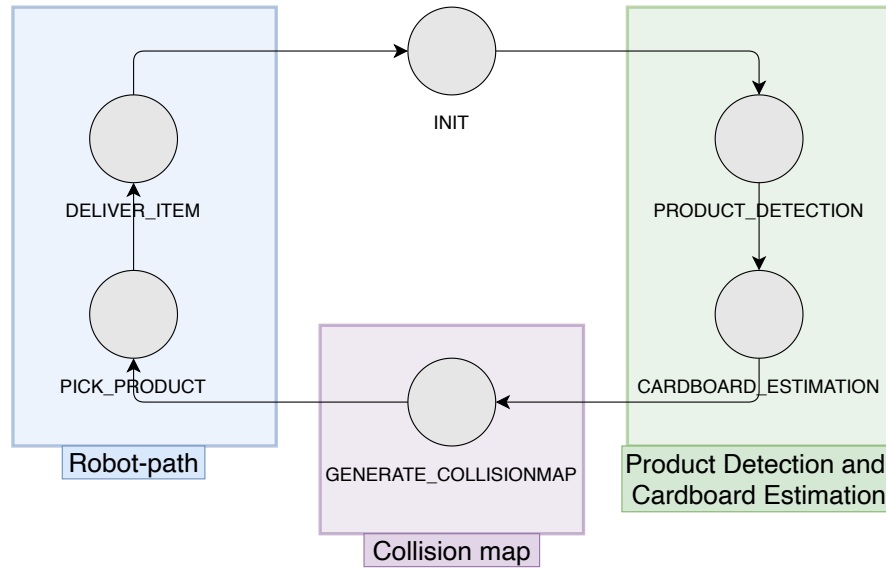 INIT
DELIVER_ITEM
PRODUCT_DETECTION
PICK_PRODUCT
CARDBOARD_ESTIMATION
Robot-path
GENERATE_COLLISIONMAP
Product Detection and
Cardboard Estimation
Collision map